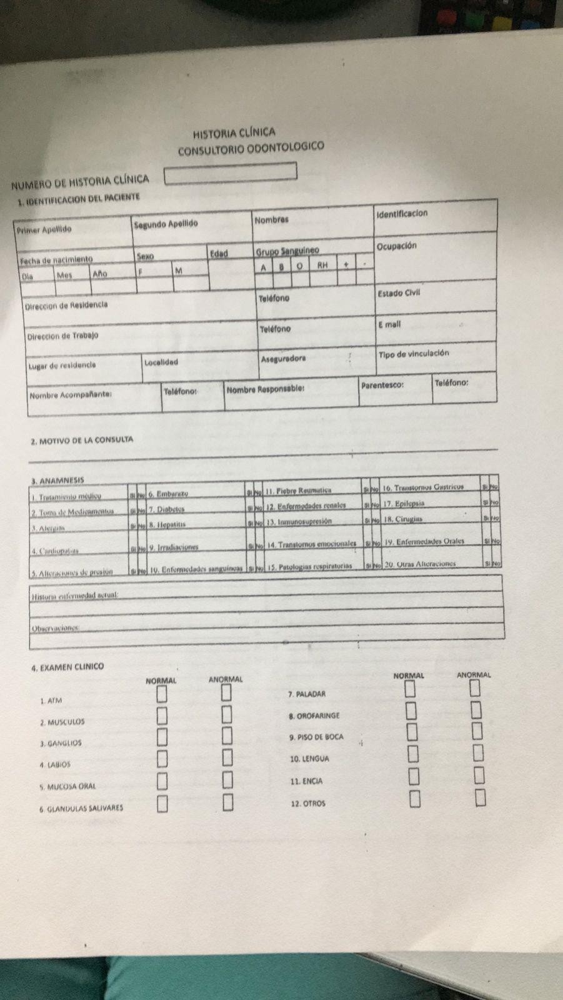 HISTORIA CLÍNICA
CONSULTORIO ODONTOLOGICO
NUMERO DE HISTORIA CLÍNICA
1. IDENTIFICACION DEL PACIENTE
Primer Apellido Segundo Apellido Nombres Identificacion
Fecha de nacimiento Sexo Edad Grupo Sanguineo Ocupación
Dia Mes Año F M A B O RH + -
Direccion de Residencia Teléfono Estado Civil
Direccion de Trabajo Teléfono E mail
Lugar de residencia Localidad Aseguradora Tipo de vinculación
Nombre Acompañante: Teléfono: Nombre Responsable: Parentesco: Teléfono:
2. MOTIVO DE LA CONSULTA
3. ANAMNESIS
1. Tratamiento médico Si No 6. Embarazo Si No 11. Fiebre Reumatica Si No 16. Transtornos Gastricos Si No
2. Toma de Medicamentos Si No 7. Diabetes Si No 12. Enfermedades renales Si No 17. Epilepsia Si No
3. Alergias Si No 8. Hepatitis Si No 13. Inmunosupresión Si No 18. Cirugias Si No
4. Cardiopatias Si No 9. Irradiaciones Si No 14. Transtornos emocionales Si No 19. Enfermedades Orales Si No
5. Alteraciones de presión Si No 10. Enfermedades sanguineas Si No 15. Patologias respiratorias Si No 20. Otras Alteraciones Si No
Historia enfermedad actual:
Observaciones:
4. EXAMEN CLINICO
NORMAL ANORMAL NORMAL ANORMAL
1. ATM 7. PALADAR
2. MUSCULOS 8. OROFARINGE
3. GANGLIOS 9. PISO DE BOCA
4. LABIOS 10. LENGUA
5. MUCOSA ORAL 11. ENCIA
6. GLANDULAS SALIVARES 12. OTROS